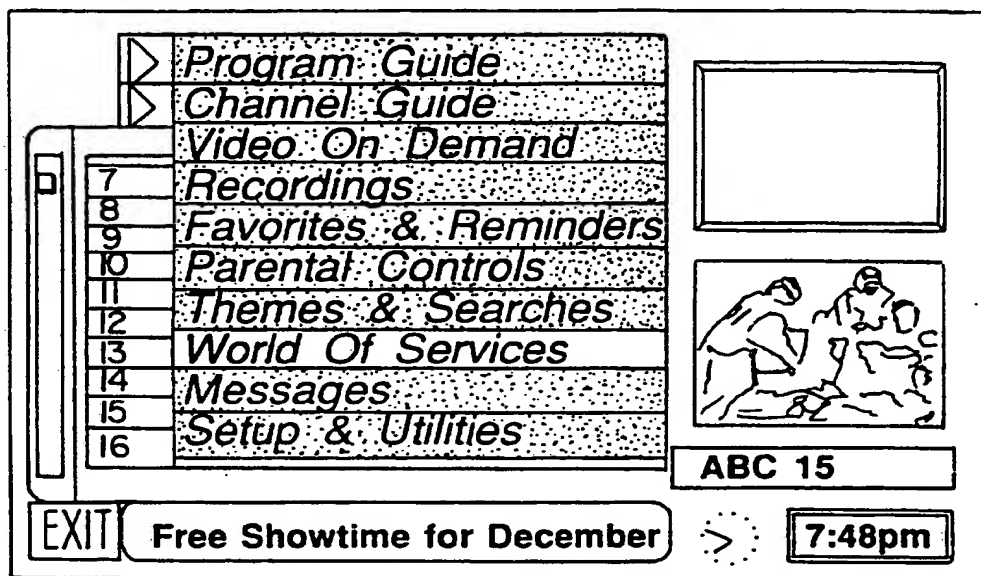 Program Guide
Channel Guide
Video On Demand
7
Recordings
8
Favorites & Reminders
9
10
Parental Controls
11
Themes & Searches
12
13
World Of Services
14
Messages
15
Setup & Utilities
16
ABC 15
EXIT
Free Showtime for December
7:48pm